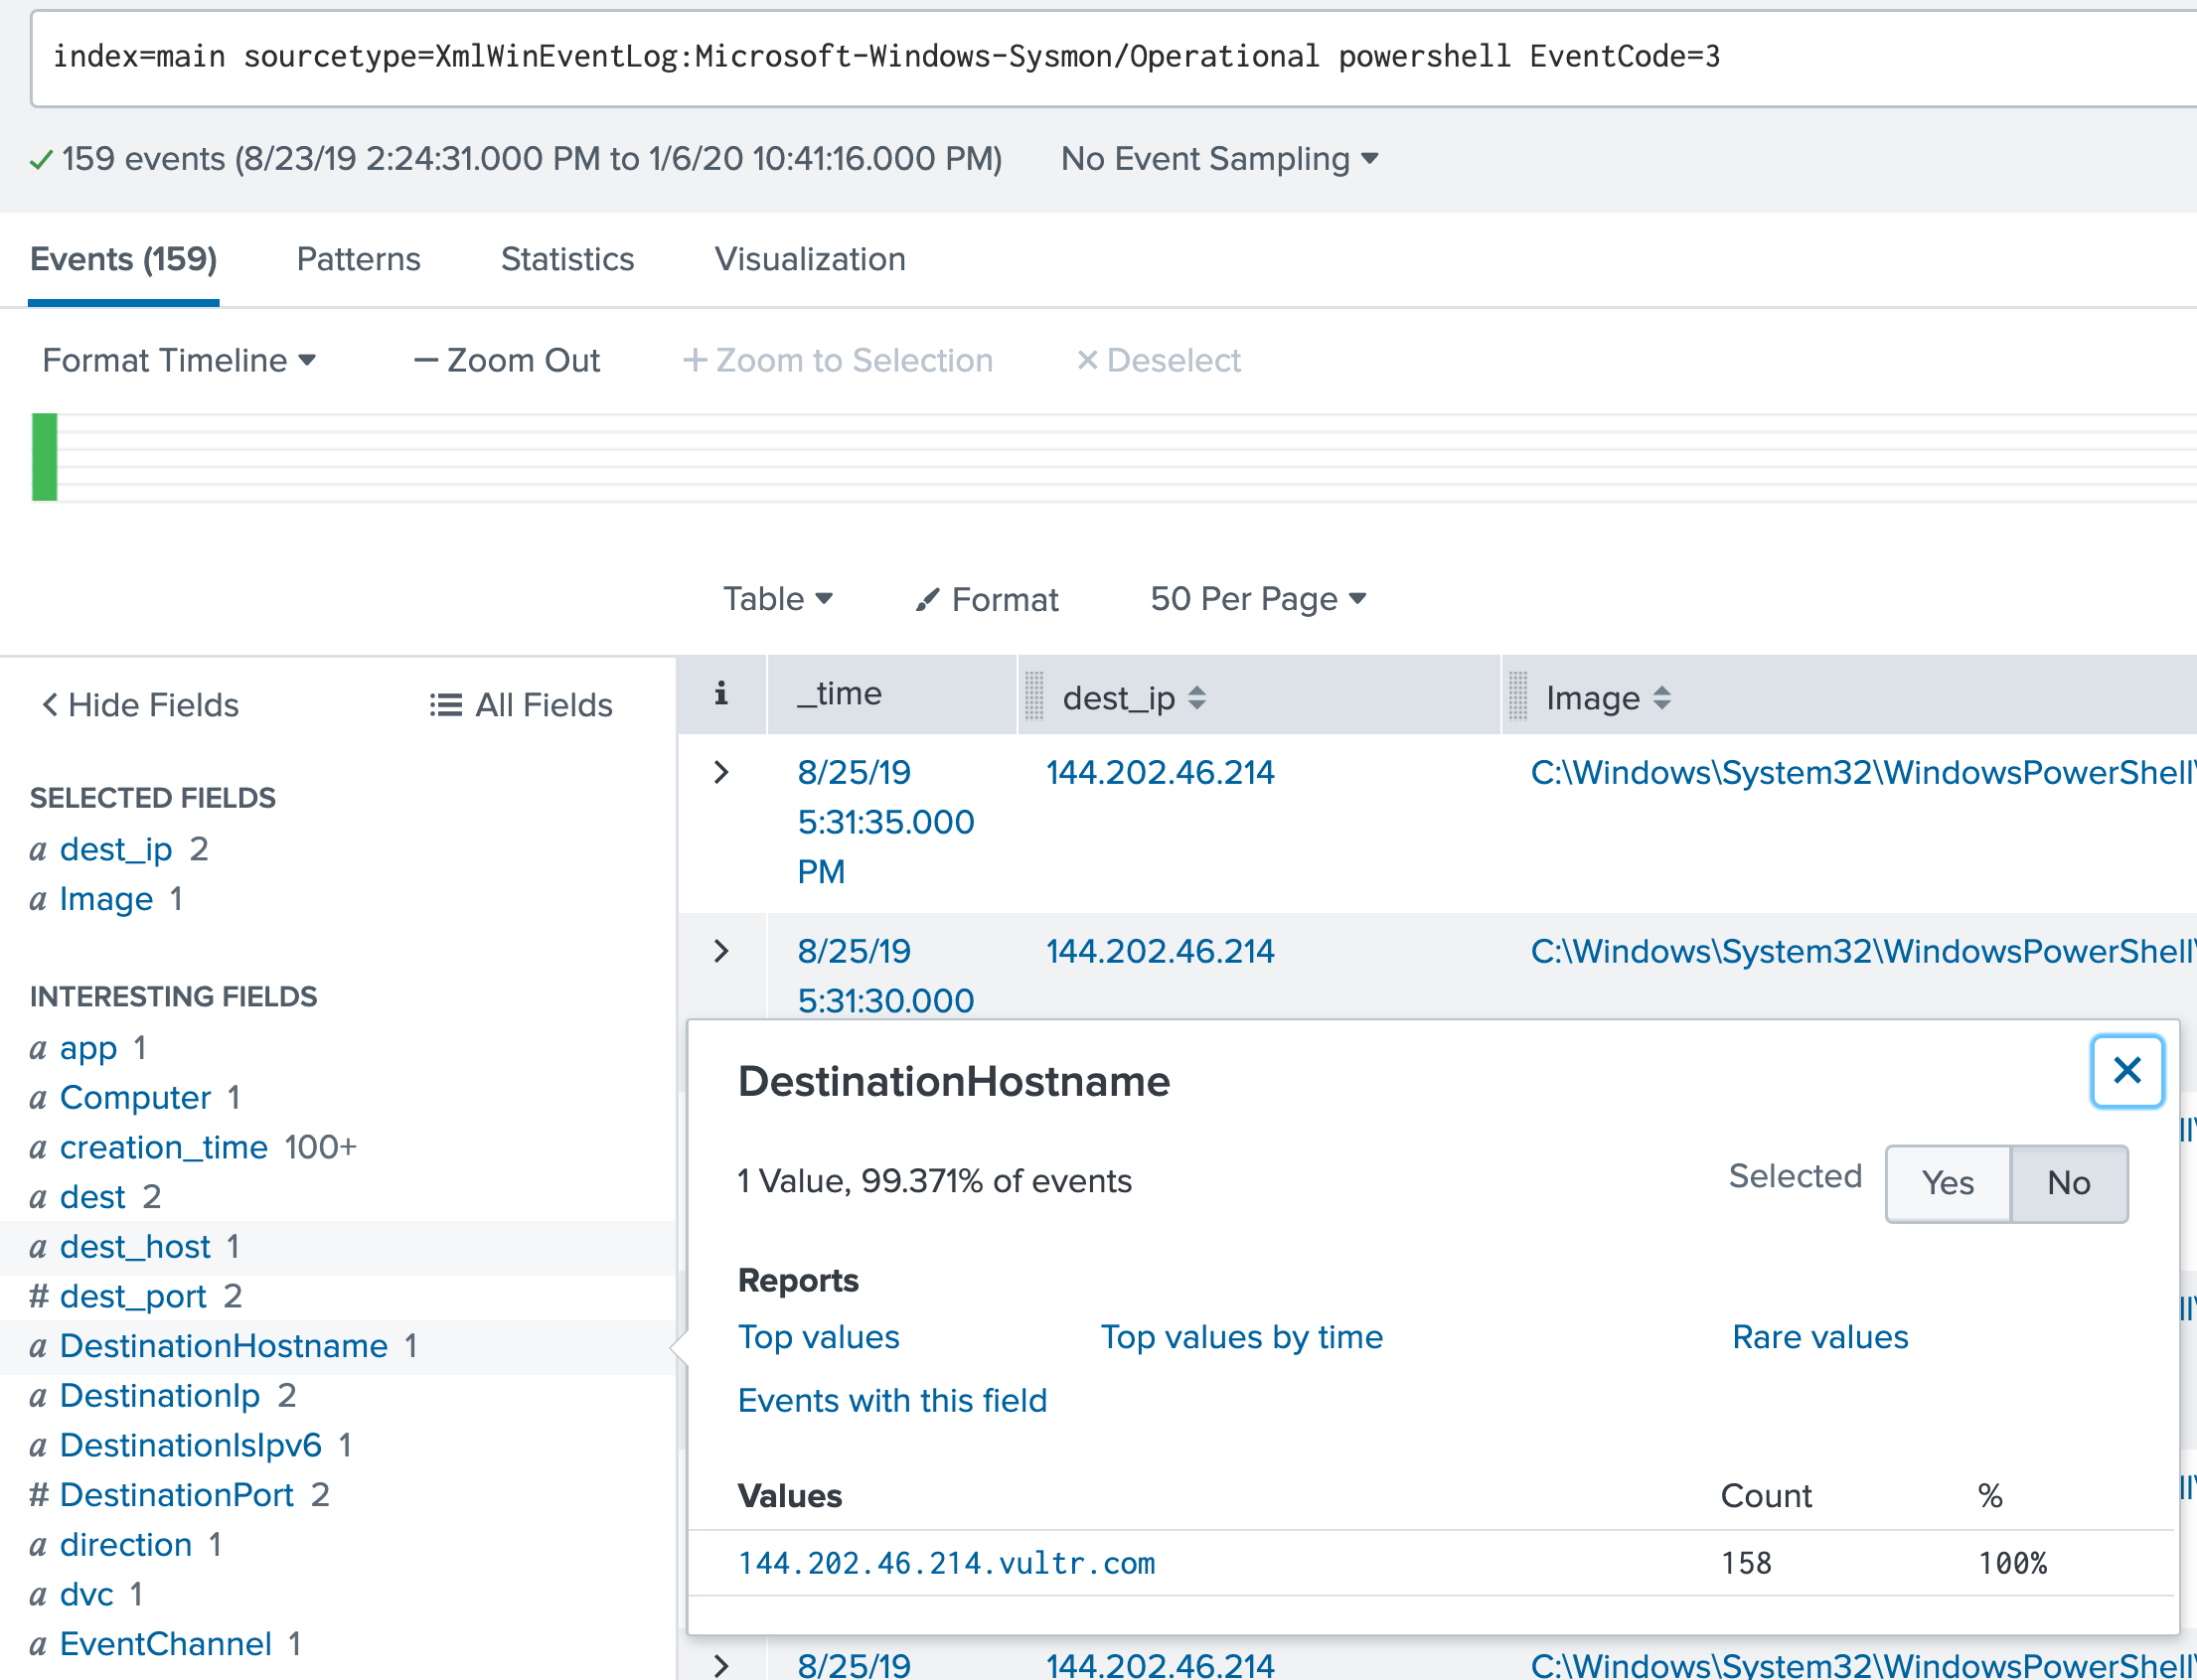 index=main sourcetype=XmlWinEventLog:Microsoft-Windows-Sysmon/Operational powershell EventCode=3
159 events (8/23/19 2:24:31.000 PM to 1/6/20 10:41:16.000 PM) No Event Sampling
Events (159) Patterns Statistics Visualization
Format Timeline — Zoom Out + Zoom to Selection × Deselect
Table Format 50 Per Page
< Hide Fields All Fields
SELECTED FIELDS
a dest_ip 2
a Image 1
INTERESTING FIELDS
a app 1
a Computer 1
a creation_time 100+
a dest 2
a dest_host 1
# dest_port 2
a DestinationHostname 1
a DestinationIp 2
a DestinationIsIpv6 1
# DestinationPort 2
a direction 1
a dvc 1
a EventChannel 1
i _time dest_ip Image
> 8/25/19 144.202.46.214 C:\Windows\System32\WindowsPowerShell\
5:31:35.000
PM
> 8/25/19 144.202.46.214 C:\Windows\System32\WindowsPowerShell\
5:31:30.000
DestinationHostname
1 Value, 99.371% of events
Selected Yes No
Reports
Top values Top values by time Rare values
Events with this field
Values Count %
144.202.46.214.vultr.com 158 100%
> 8/25/19 144.202.46.214 C:\Windows\System32\WindowsPowerShell\